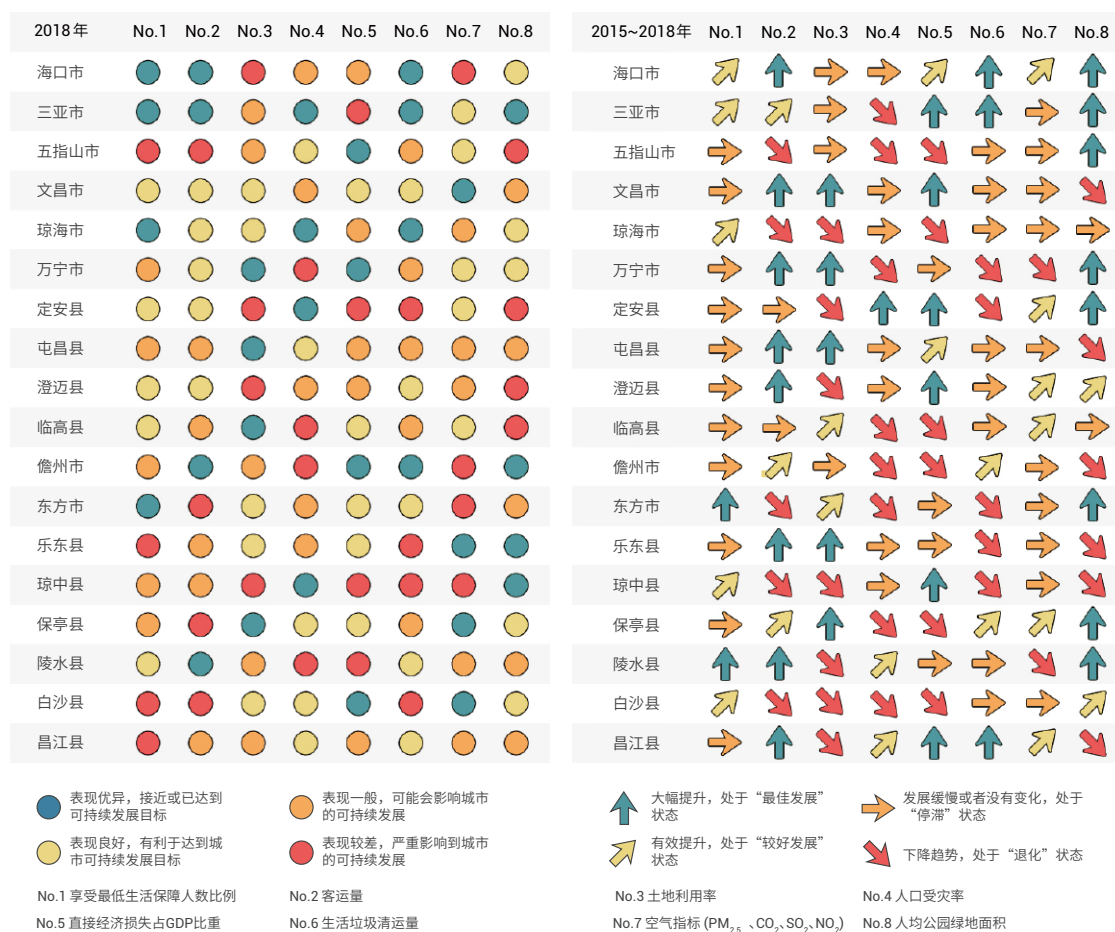 2018年 No.1 No.2 No.3 No.4 No.5 No.6 No.7 No.8
海口市
三亚市
五指山市
文昌市
琼海市
万宁市
定安县
屯昌县
澄迈县
临高县
儋州市
东方市
乐东县
琼中县
保亭县
陵水县
白沙县
昌江县
表现优异，接近或已达到
可持续发展目标
表现一般，可能会影响城市
的可持续发展
表现良好，有利于达到城
市可持续发展目标
表现较差，严重影响到城市
的可持续发展
No.1 享受最低生活保障人数比例
No.2 客运量
No.5 直接经济损失占GDP比重
No.6 生活垃圾清运量
2015~2018年 No.1 No.2 No.3 No.4 No.5 No.6 No.7 No.8
海口市
三亚市
五指山市
文昌市
琼海市
万宁市
定安县
屯昌县
澄迈县
临高县
儋州市
东方市
乐东县
琼中县
保亭县
陵水县
白沙县
昌江县
大幅提升，处于“最佳发展”
状态
发展缓慢或者没有变化，处于
“停滞”状态
有效提升，处于“较好发展”
状态
下降趋势，处于“退化”状态
No.3 土地利用率
No.4 人口受灾率
No.7 空气指标 (PM2.5 、CO2、SO2、NO2)
No.8 人均公园绿地面积